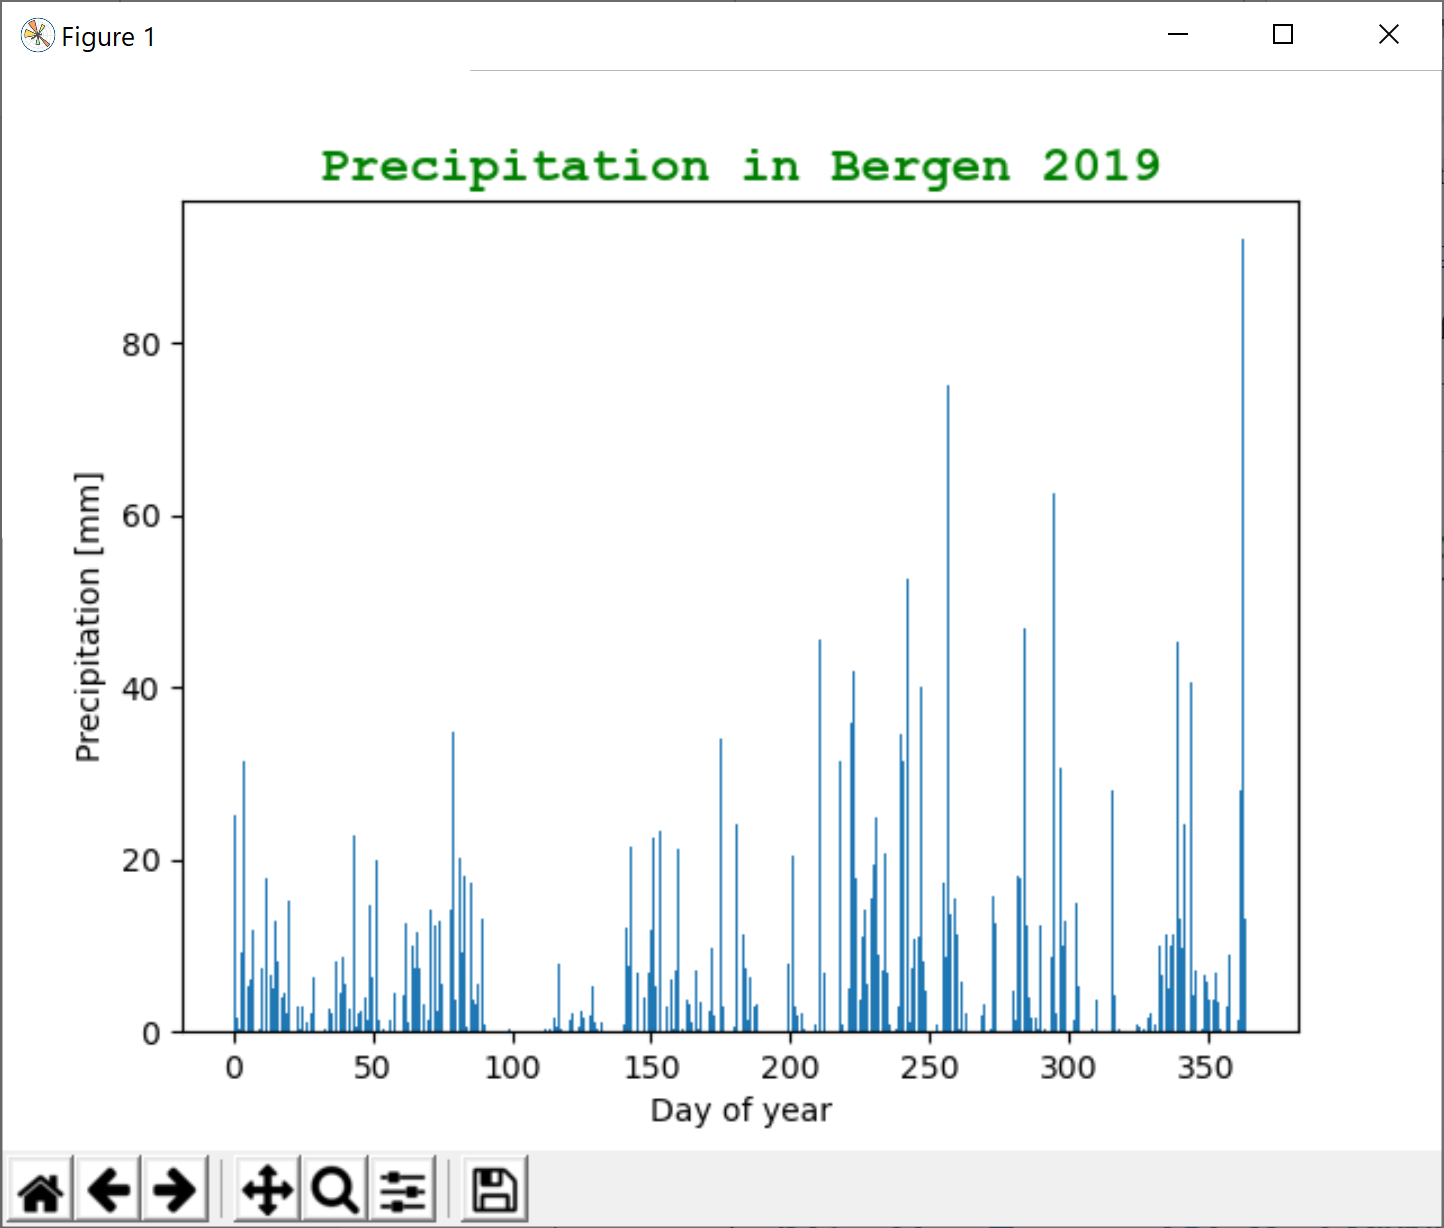 Figure 1
Precipitation in Bergen 2019
80
60
40
20
0
Precipitation [mm]
0 50 100 150 200 250 300 350
Day of year